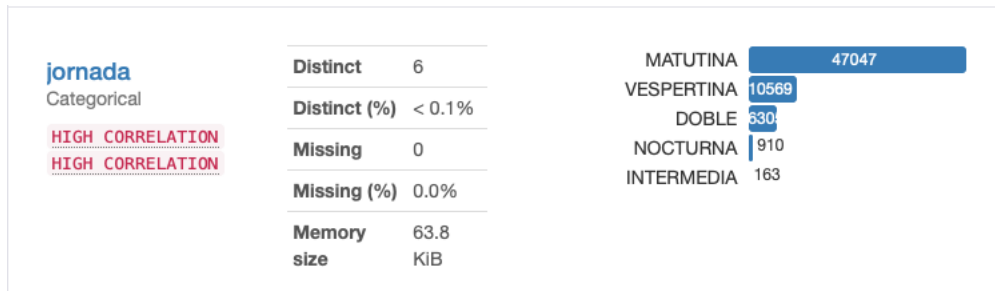 jornada
Categorical
HIGH CORRELATION
HIGH CORRELATION
Distinct 6
Distinct (%) < 0.1%
Missing 0
Missing (%) 0.0%
Memory size 63.8 KiB
MATUTINA 47047
VESPERTINA 10569
DOBLE
NOCTURNA 910
INTERMEDIA 163